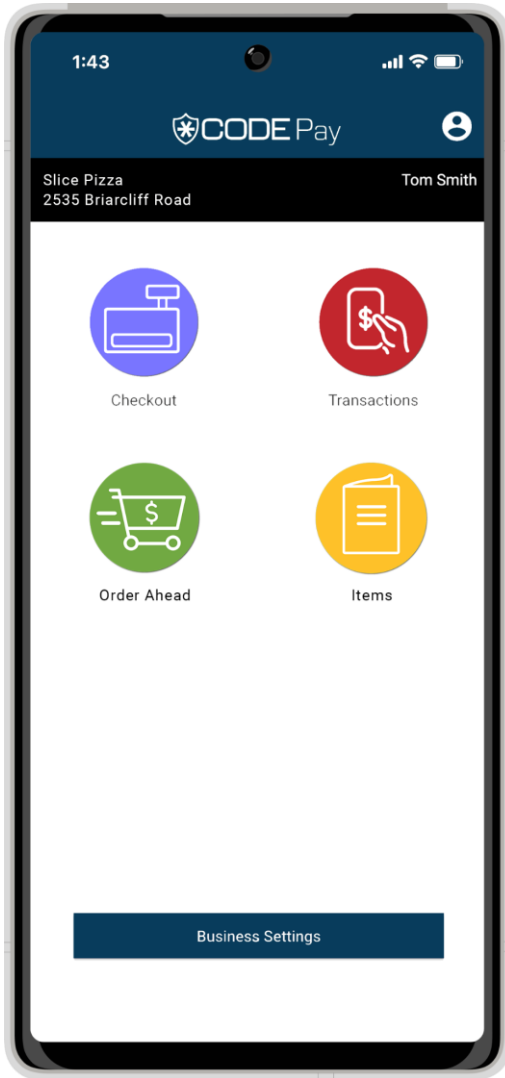 1:43
CODE Pay
Slice Pizza
Tom Smith
2535 Briarcliff Road
$
Checkout
Transactions
$
Order Ahead
Items
Business Settings